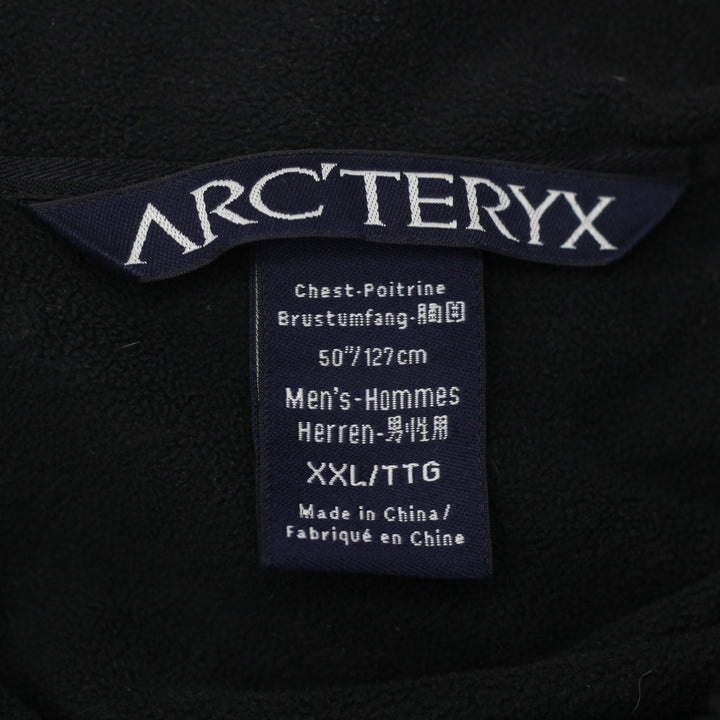 ARC'TERYX
Chest-Poitrine
Brustumfang-胸囲
50"/127cm
Men's-Hommes
Herren-男性用
XXL/TTG
Made in China/
Fabriqué en Chine